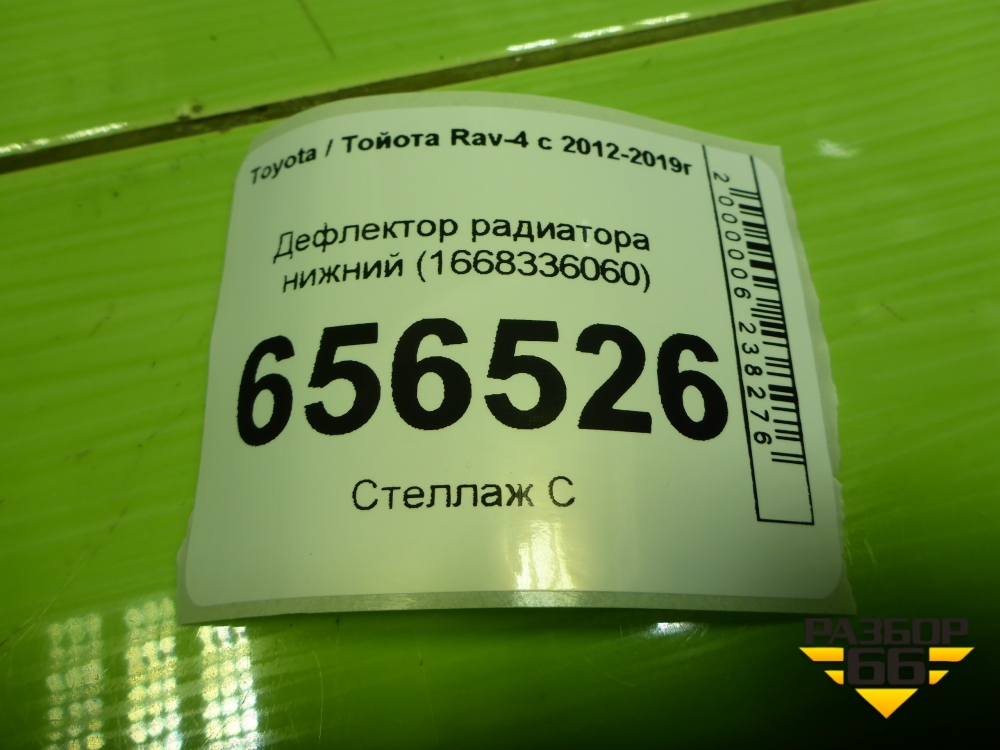 Toyota / Тойота Rav-4 с 2012-2019г
Дефлектор радиатора
нижний (1668336060)
656526
Стеллаж С
2000006238276
РАЗБОР
66